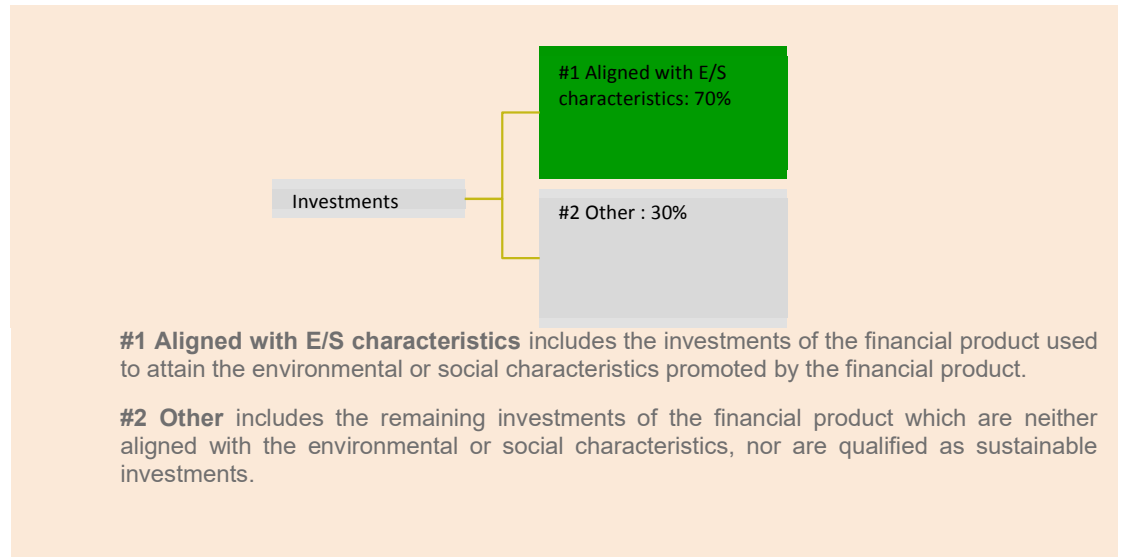 #1 Aligned with E/S
characteristics: 70%
Investments
#2 Other : 30%
#1 Aligned with E/S characteristics includes the investments of the financial product used
to attain the environmental or social characteristics promoted by the financial product.
#2 Other includes the remaining investments of the financial product which are neither
aligned with the environmental or social characteristics, nor are qualified as sustainable
investments.